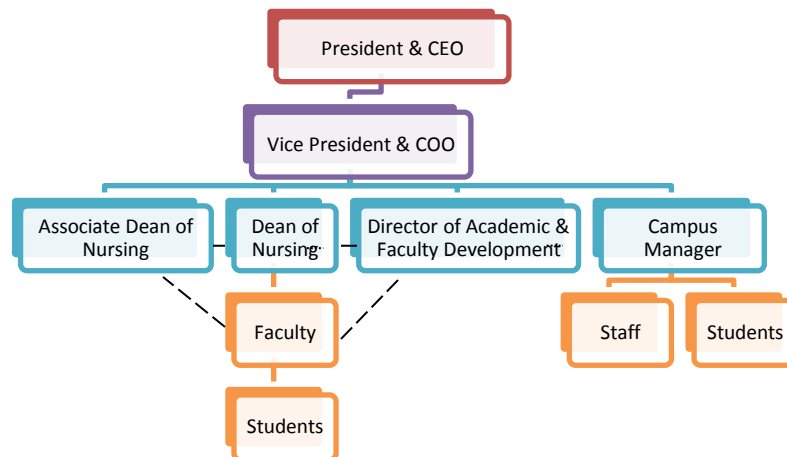 President & CEO
Vice President & COO
Associate Dean of
Nursing
Dean of
Nursing
Director of Academic &
Faculty Development
Campus
Manager
Faculty
Staff
Students
Students